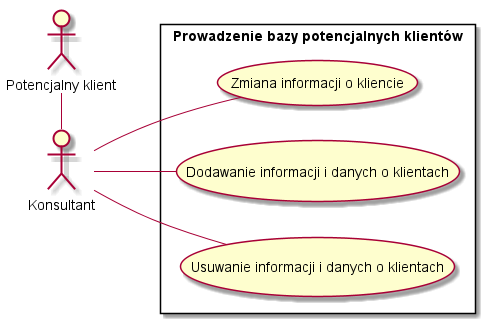 Prowadzenie bazy potencjalnych klientów
Potencjalny klient
Zmiana informacji o kliencie
Dodawanie informacji i danych o klientach
Konsultant
Usuwanie informacji i danych o klientach